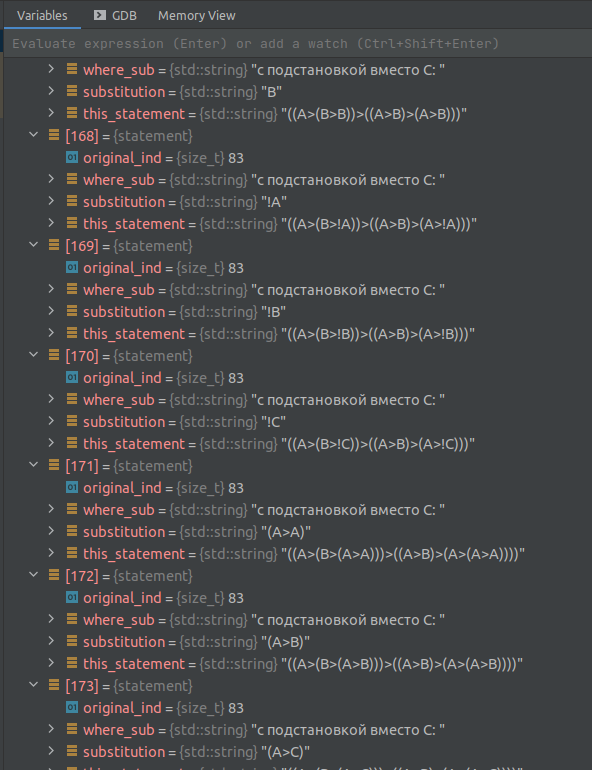 Variables GDB Memory View
Evaluate expression (Enter) or add a watch (Ctrl+Shift+Enter)
where_sub = {std::string} "с подстановкой вместо C: "
substitution = {std::string} "B"
this_statement = {std::string} "((A>(B>B))>((A>B)>(A>B)))"
[168] = {statement}
01 original_ind = {size_t} 83
where_sub = {std::string} "с подстановкой вместо C: "
substitution = {std::string} "!A"
this_statement = {std::string} "((A>(B>!A))>((A>B)>(A>!A)))"
[169] = {statement}
01 original_ind = {size_t} 83
where_sub = {std::string} "с подстановкой вместо C: "
substitution = {std::string} "!B"
this_statement = {std::string} "((A>(B>!B))>((A>B)>(A>!B)))"
[170] = {statement}
01 original_ind = {size_t} 83
where_sub = {std::string} "с подстановкой вместо C: "
substitution = {std::string} "!C"
this_statement = {std::string} "((A>(B>!C))>((A>B)>(A>!C)))"
[171] = {statement}
01 original_ind = {size_t} 83
where_sub = {std::string} "с подстановкой вместо C: "
substitution = {std::string} "(A>A)"
this_statement = {std::string} "((A>(B>(A>A)))>((A>B)>(A>(A>A))))"
[172] = {statement}
01 original_ind = {size_t} 83
where_sub = {std::string} "с подстановкой вместо C: "
substitution = {std::string} "(A>B)"
this_statement = {std::string} "((A>(B>(A>B)))>((A>B)>(A>(A>B))))"
[173] = {statement}
01 original_ind = {size_t} 83
where_sub = {std::string} "с подстановкой вместо C: "
substitution = {std::string} "(A>C)"